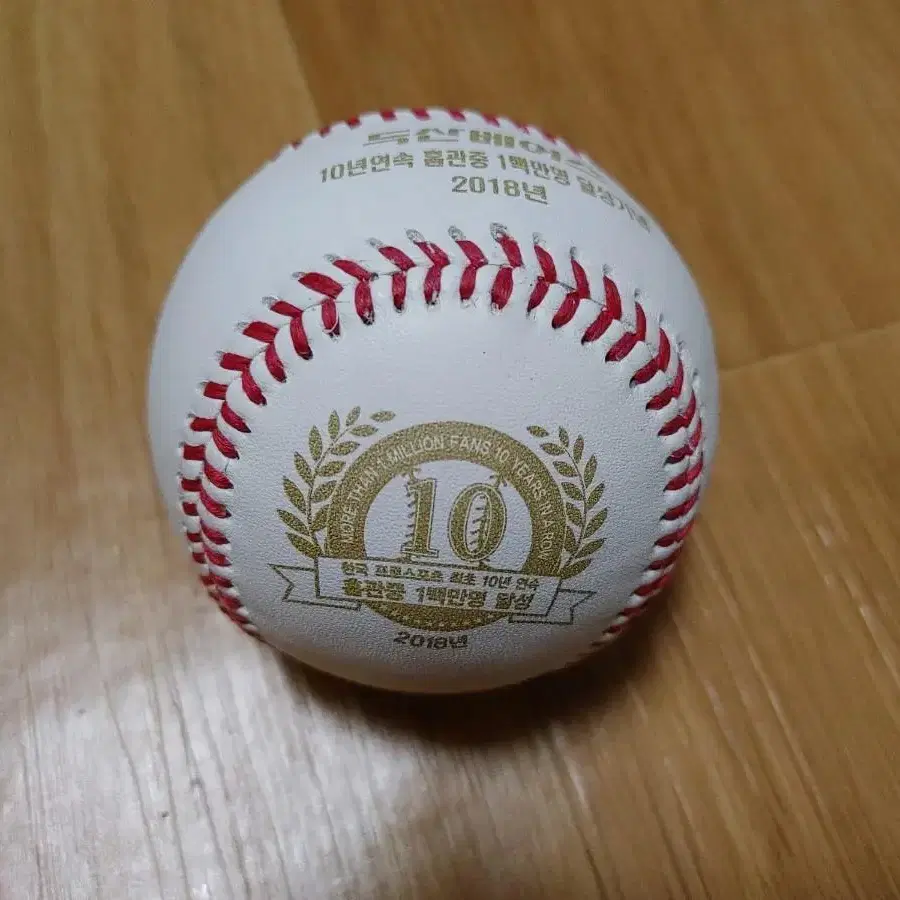 두산베어스
10년연속 홈관중 1백만명 달성기념
2018년
MORE THAN 1 MILLION FANS 10 YEARS IN A ROW
10
한국 프로스포츠 최초 10년 연속
홈관중 1백만명 달성
2018년